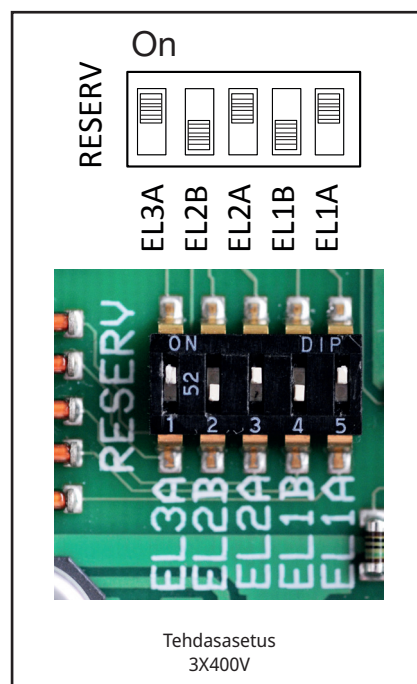 On
RESERV
EL3A
EL2B
EL2A
EL1B
EL1A
ON DIP
52
1 2 3 4 5
RESERV
EL3A
EL2B
EL2A
EL1B
EL1A
Tehdasasetus
3X400V